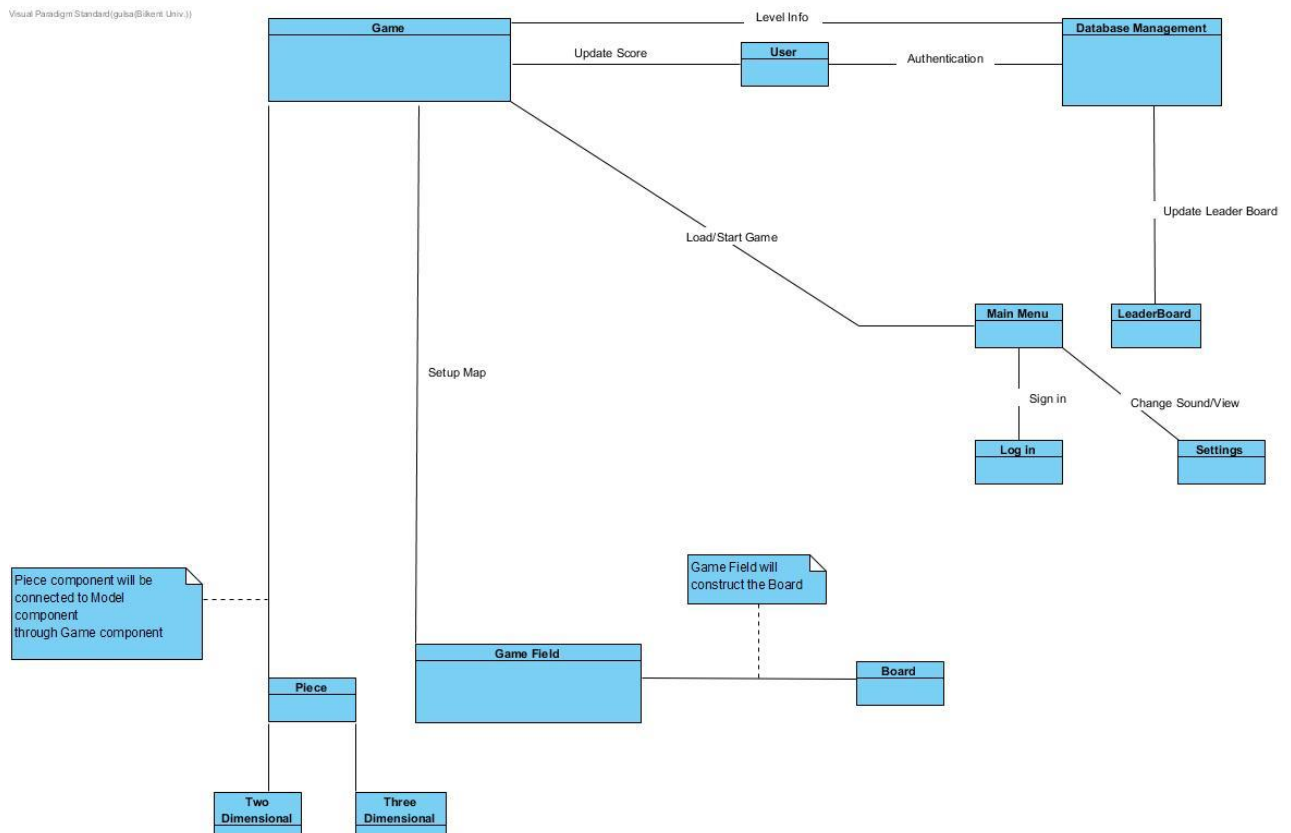 Visual Paradigm Standard(gulsa(Bilkent Univ.))
Level Info
Game
Database Management
Update Score
User
Authentication
Update Leader Board
Load/Start Game
Main Menu
LeaderBoard
Setup Map
Sign in
Change Sound/View
Log in
Settings
Piece component will be
connected to Model
component
through Game component
Game Field will
construct the Board
Game Field
Board
Piece
Two
Dimensional
Three
Dimensional